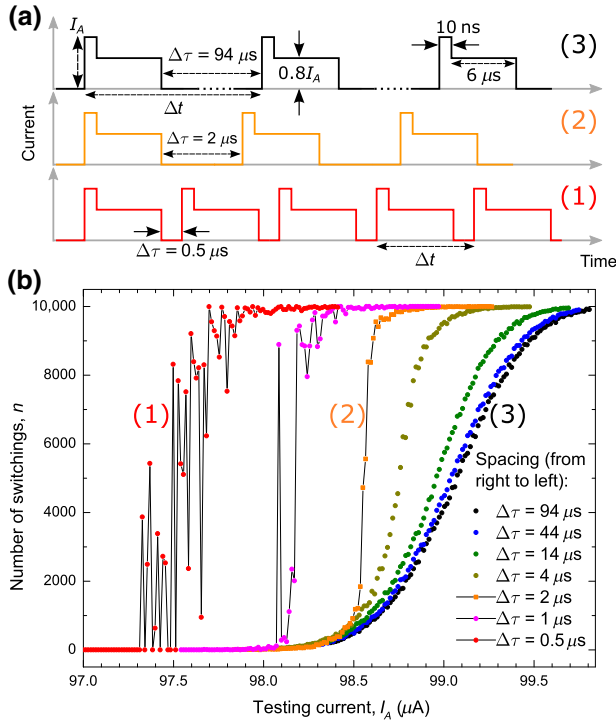 (a)
I_A
10 ns
(3)
Δτ = 94 µs
0.8I_A
6 µs
Δt
Current
(2)
Δτ = 2 µs
(1)
Δτ = 0.5 µs
Δt
Time
(b)
10,000
8000
6000
4000
2000
0
Number of switchings, n
(1)
(2)
(3)
Spacing (from
right to left):
Δτ = 94 µs
Δτ = 44 µs
Δτ = 14 µs
Δτ = 4 µs
Δτ = 2 µs
Δτ = 1 µs
Δτ = 0.5 µs
97.0 97.5 98.0 98.5 99.0 99.5
Testing current, I_A (µA)